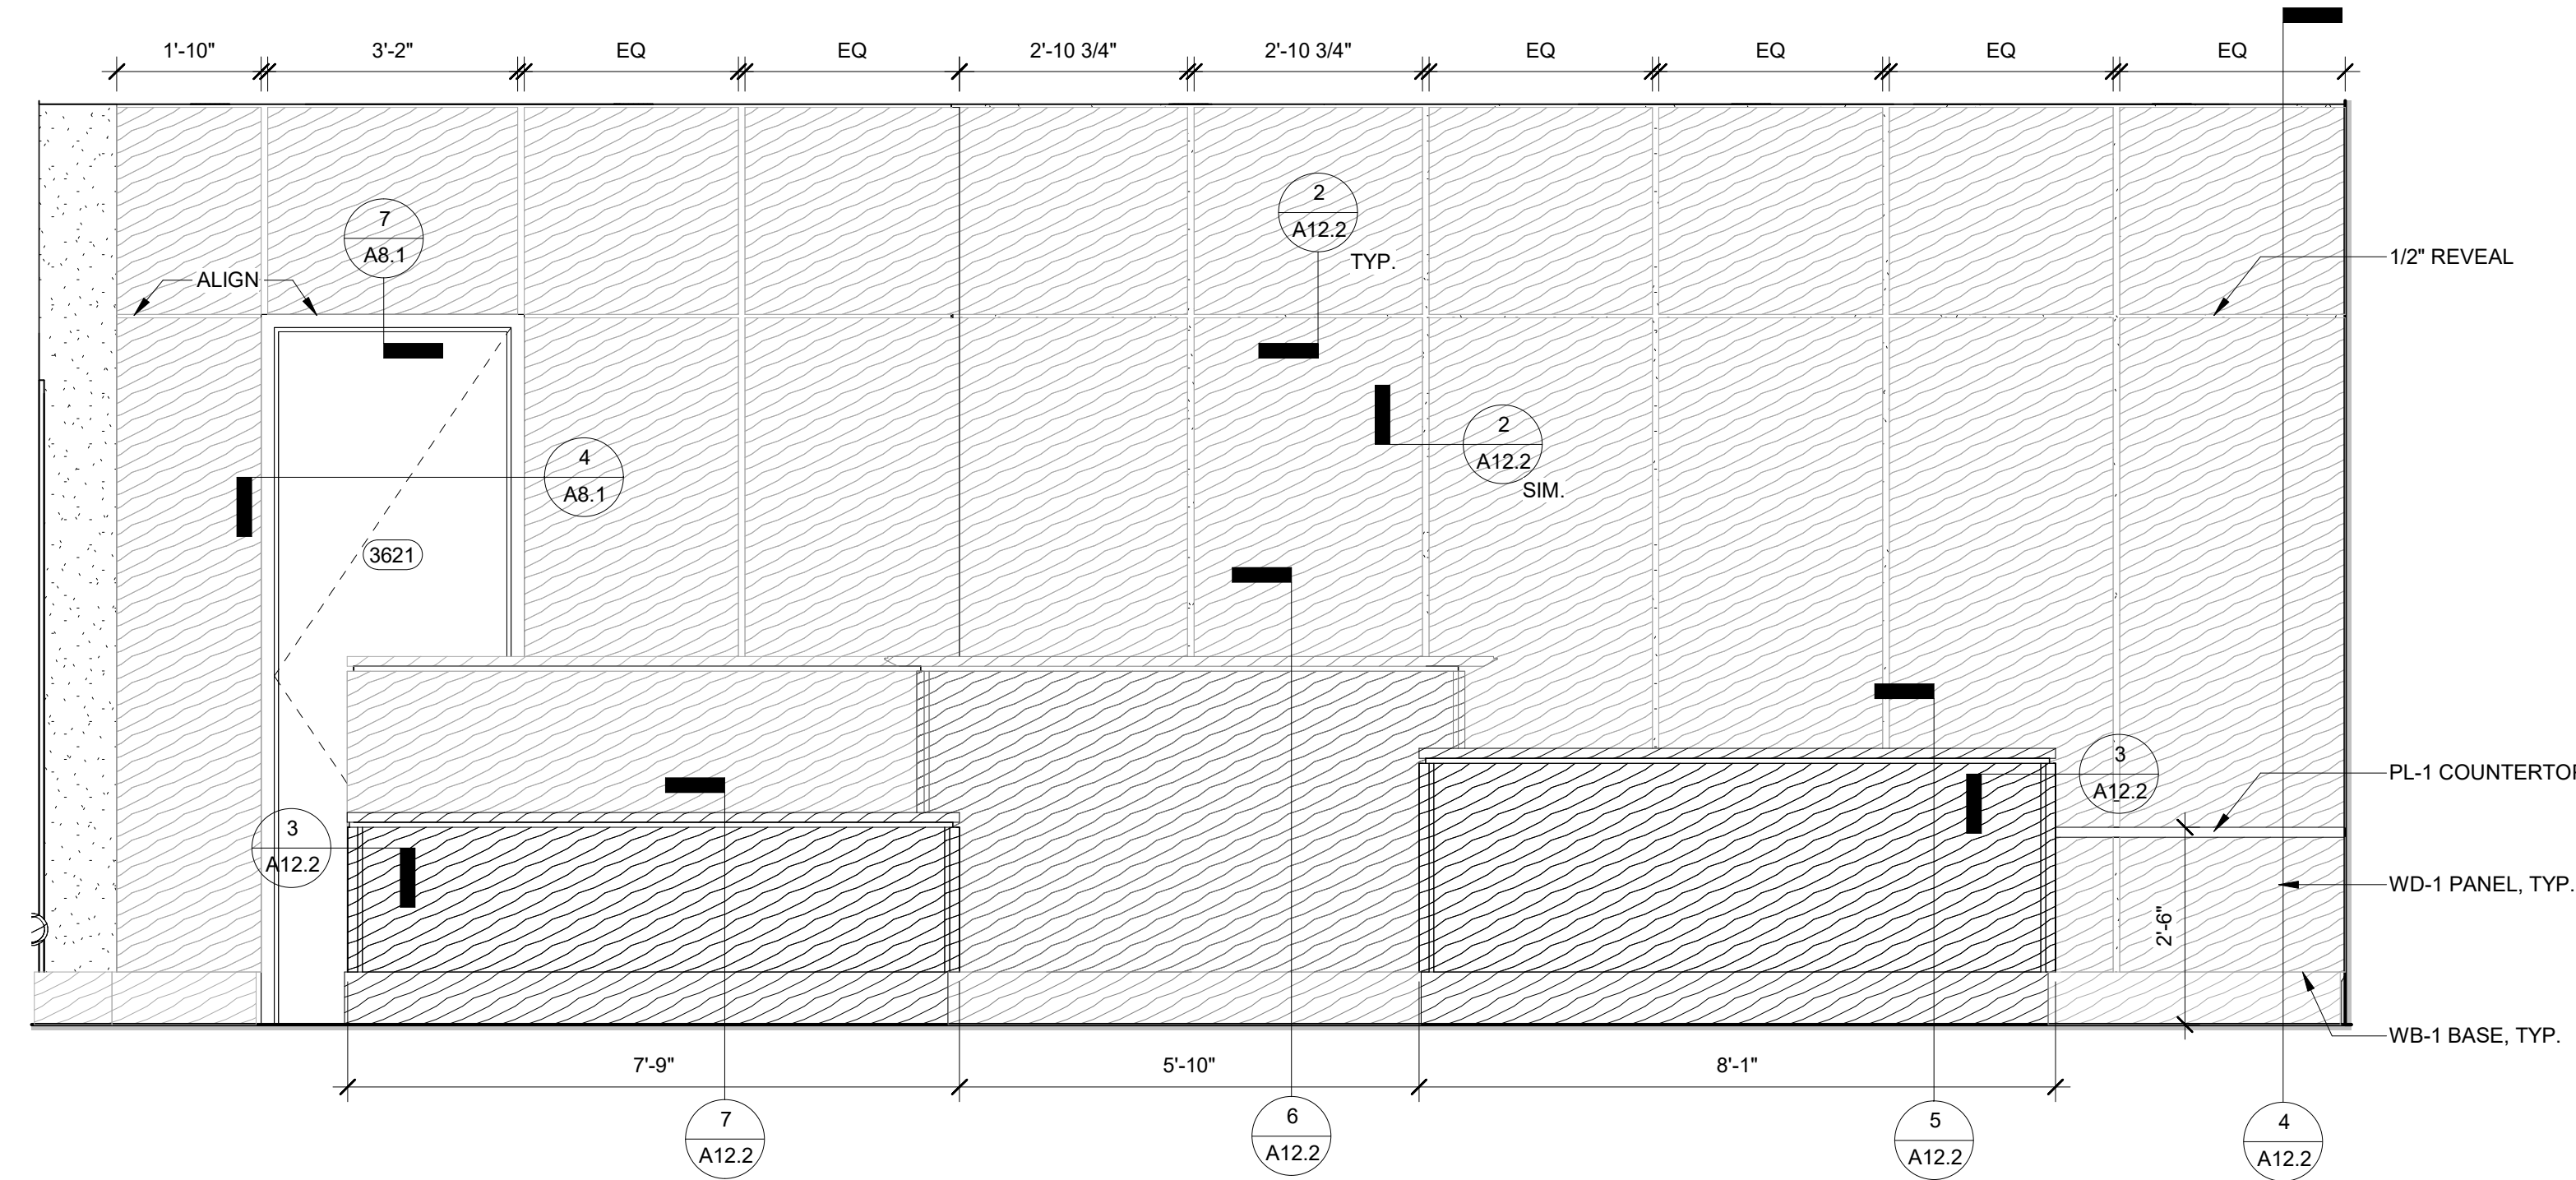 1'-10" 3'-2" EQ EQ 2'-10 3/4" 2'-10 3/4" EQ EQ EQ EQ
7
A8.1
2
A12.2
TYP.
ALIGN
1/2" REVEAL
2
A12.2
SIM.
4
A8.1
3621
3
A12.2
PL-1 COUNTERTOP
3
A12.2
WD-1 PANEL, TYP.
2'-6"
WB-1 BASE, TYP.
7'-9" 5'-10" 8'-1"
7
A12.2
6
A12.2
5
A12.2
4
A12.2